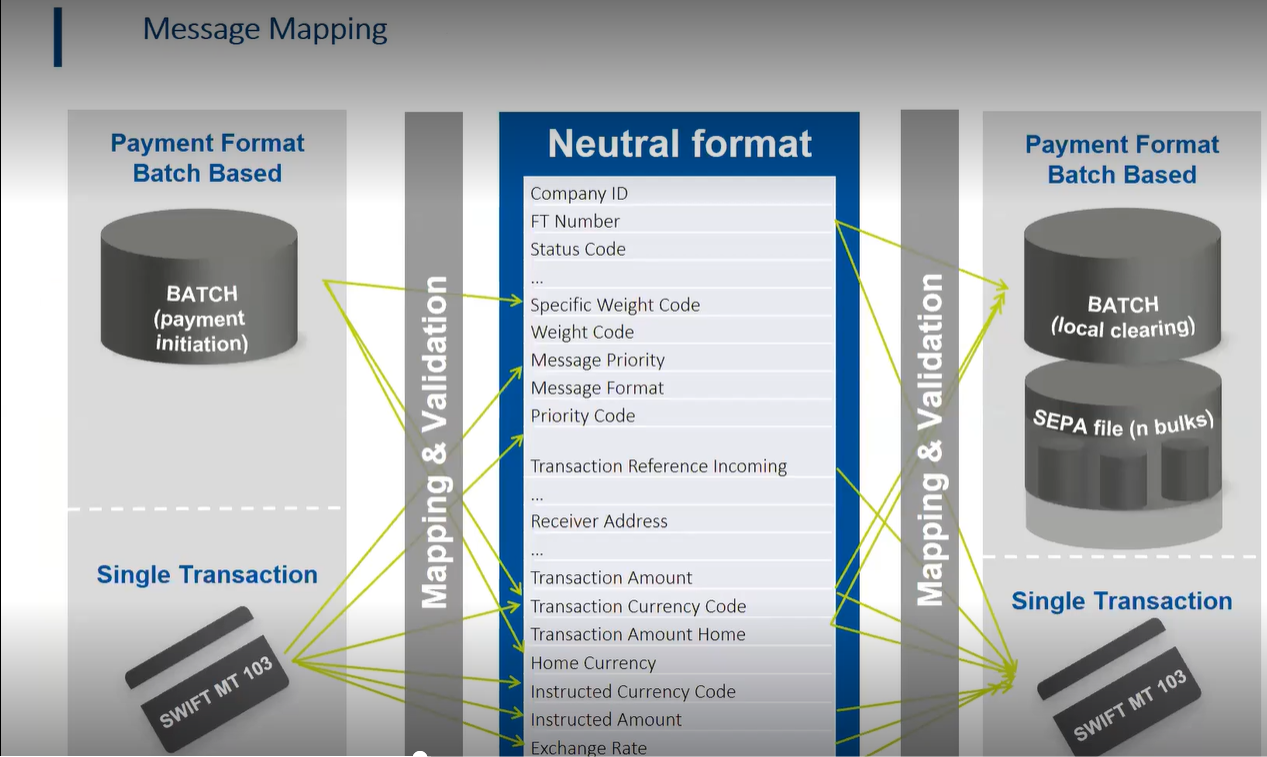 Message Mapping
Payment Format
Batch Based
BATCH
(payment
initiation)
Single Transaction
SWIFT MT 103
Mapping & Validation
Neutral format
Company ID
FT Number
Status Code
...
Specific Weight Code
Weight Code
Message Priority
Message Format
Priority Code
Transaction Reference Incoming
...
Receiver Address
...
Transaction Amount
Transaction Currency Code
Transaction Amount Home
Home Currency
Instructed Currency Code
Instructed Amount
Exchange Rate
Mapping & Validation
Payment Format
Batch Based
BATCH
(local clearing)
SEPA file (n bulks)
Single Transaction
SWIFT MT 103